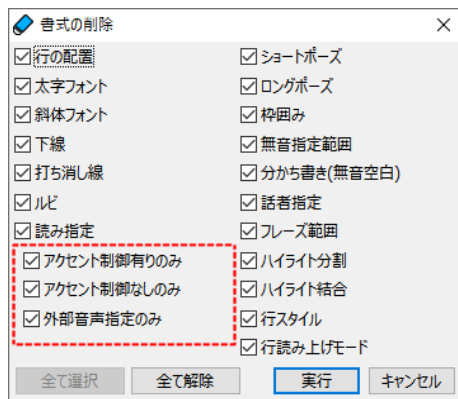 書式の削除
行の配置
太字フォント
斜体フォント
下線
打ち消し線
ルビ
読み指定
アクセント制御有りのみ
アクセント制御なしのみ
外部音声指定のみ
ショートポーズ
ロングポーズ
枠囲み
無音指定範囲
分かち書き(無音空白)
話者指定
フレーズ範囲
ハイライト分割
ハイライト結合
行スタイル
行読み上げモード
全て選択
全て解除
実行
キャンセル